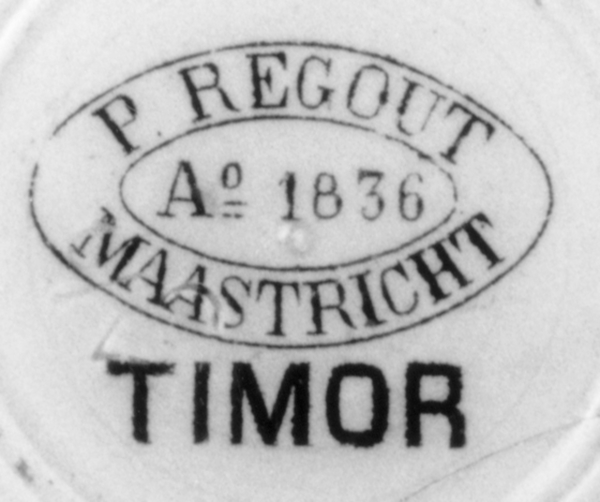 P. REGOUT
Aº 1836
MAASTRICHT
TIMOR